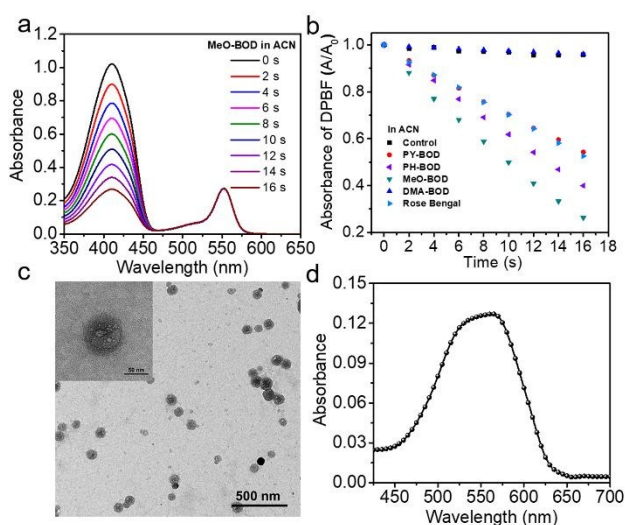 a
MeO-BOD in ACN
0 s
2 s
4 s
6 s
8 s
10 s
12 s
14 s
16 s
1.2
1.0
0.8
0.6
0.4
0.2
0.0
Absorbance
350 400 450 500 550 600 650
Wavelength (nm)
b
1.0
0.8
0.6
0.4
0.2
Absorbance of DPBF (A/A0)
In ACN
Control
PY-BOD
PH-BOD
MeO-BOD
DMA-BOD
Rose Bengal
0 2 4 6 8 10 12 14 16 18
Time (s)
c
50 nm
500 nm
d
0.15
0.12
0.09
0.06
0.03
0.00
Absorbance
450 500 550 600 650 700
Wavelength (nm)